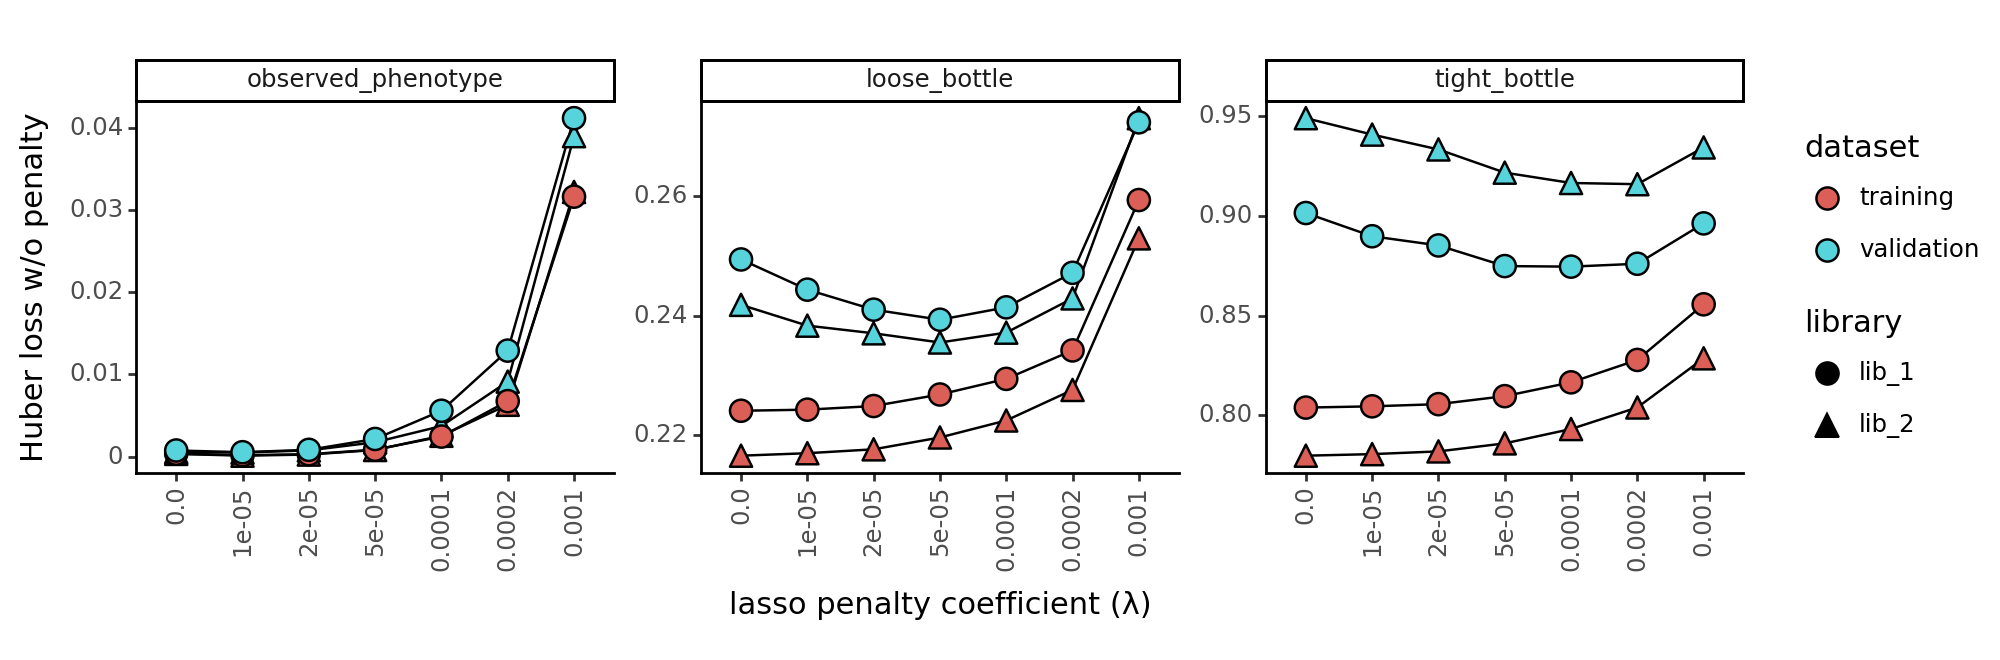 observed_phenotype
loose_bottle
tight_bottle
Huber loss w/o penalty
0.04
0.03
0.02
0.01
0
0.26
0.24
0.22
0.95
0.90
0.85
0.80
0.0
1e-05
2e-05
5e-05
0.0001
0.0002
0.001
0.0
1e-05
2e-05
5e-05
0.0001
0.0002
0.001
0.0
1e-05
2e-05
5e-05
0.0001
0.0002
0.001
lasso penalty coefficient (λ)
dataset
training
validation
library
lib_1
lib_2